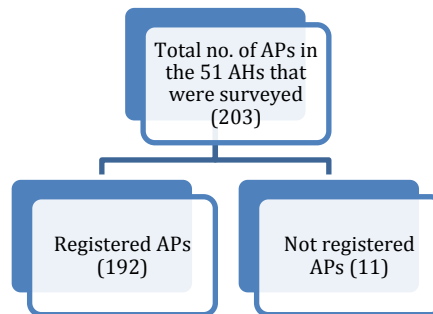 Total no. of APs in
the 51 AHs that
were surveyed
(203)
Registered APs
(192)
Not registered
APs (11)